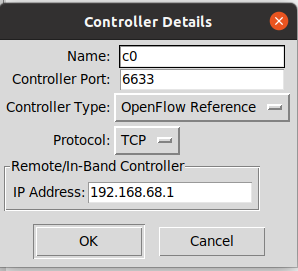 Controller Details
Name: c0
Controller Port: 6633
Controller Type: OpenFlow Reference
Protocol: TCP
Remote/In-Band Controller
IP Address: 192.168.68.1
OK Cancel